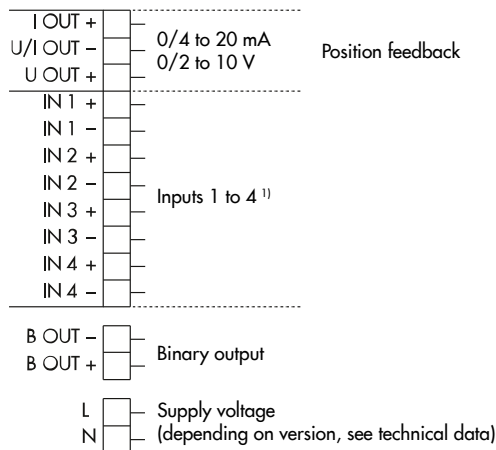 I OUT +
U/I OUT –
U OUT +
0/4 to 20 mA
0/2 to 10 V
Position feedback
IN 1 +
IN 1 –
IN 2 +
IN 2 –
IN 3 +
IN 3 –
IN 4 +
IN 4 –
Inputs 1 to 4 ¹⁾
B OUT –
B OUT +
Binary output
L
N
Supply voltage
(depending on version, see technical data)